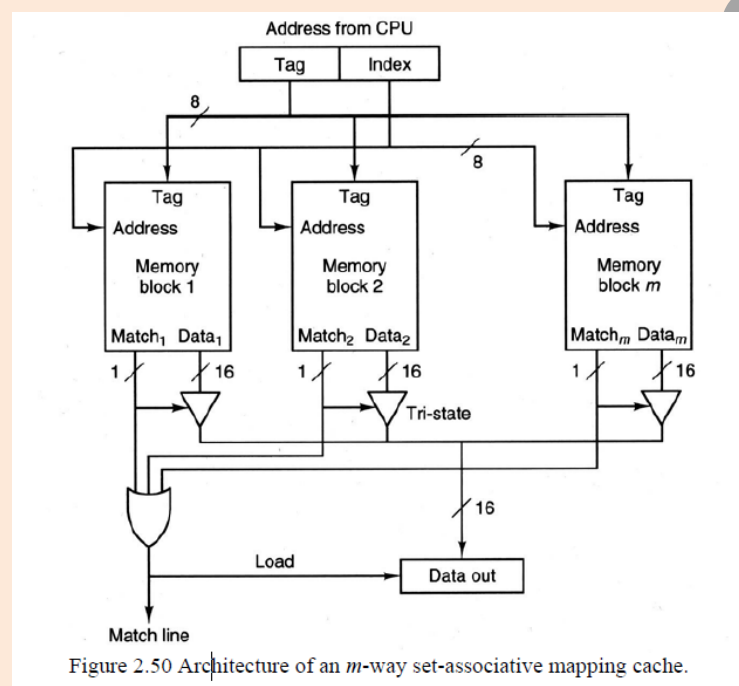 Address from CPU
Tag Index
8
8
Tag Tag Tag
Address Address Address
Memory block 1
Memory block 2
Memory block m
Match₁ Data₁ Match₂ Data₂ Matchₘ Dataₘ
1 16 1 16 1 16
Tri-state
16
Load
Data out
Match line
Figure 2.50 Architecture of an m-way set-associative mapping cache.